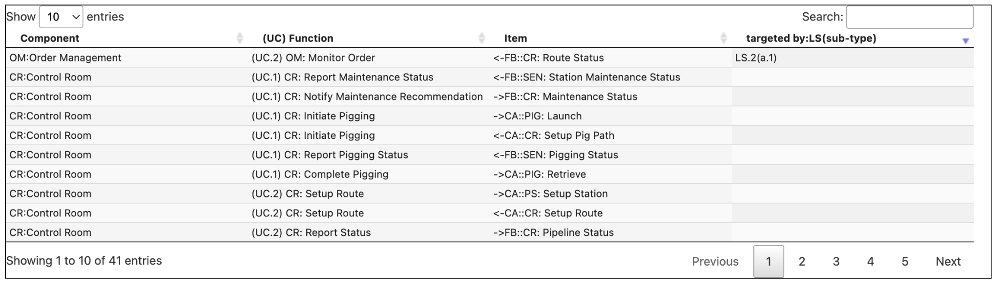 Show 10 entries Search:
Component (UC) Function Item targeted by:LS(sub-type)
OM:Order Management (UC.2) OM: Monitor Order <-FB::CR: Route Status LS.2(a.1)
CR:Control Room (UC.1) CR: Report Maintenance Status <-FB::SEN: Station Maintenance Status
CR:Control Room (UC.1) CR: Notify Maintenance Recommendation ->FB::CR: Maintenance Status
CR:Control Room (UC.1) CR: Initiate Pigging ->CA::PIG: Launch
CR:Control Room (UC.1) CR: Initiate Pigging <-CA::CR: Setup Pig Path
CR:Control Room (UC.1) CR: Report Pigging Status <-FB::SEN: Pigging Status
CR:Control Room (UC.1) CR: Complete Pigging ->CA::PIG: Retrieve
CR:Control Room (UC.2) CR: Setup Route ->CA::PS: Setup Station
CR:Control Room (UC.2) CR: Setup Route <-CA::CR: Setup Route
CR:Control Room (UC.2) CR: Report Status ->FB::CR: Pipeline Status
Showing 1 to 10 of 41 entries Previous 1 2 3 4 5 Next